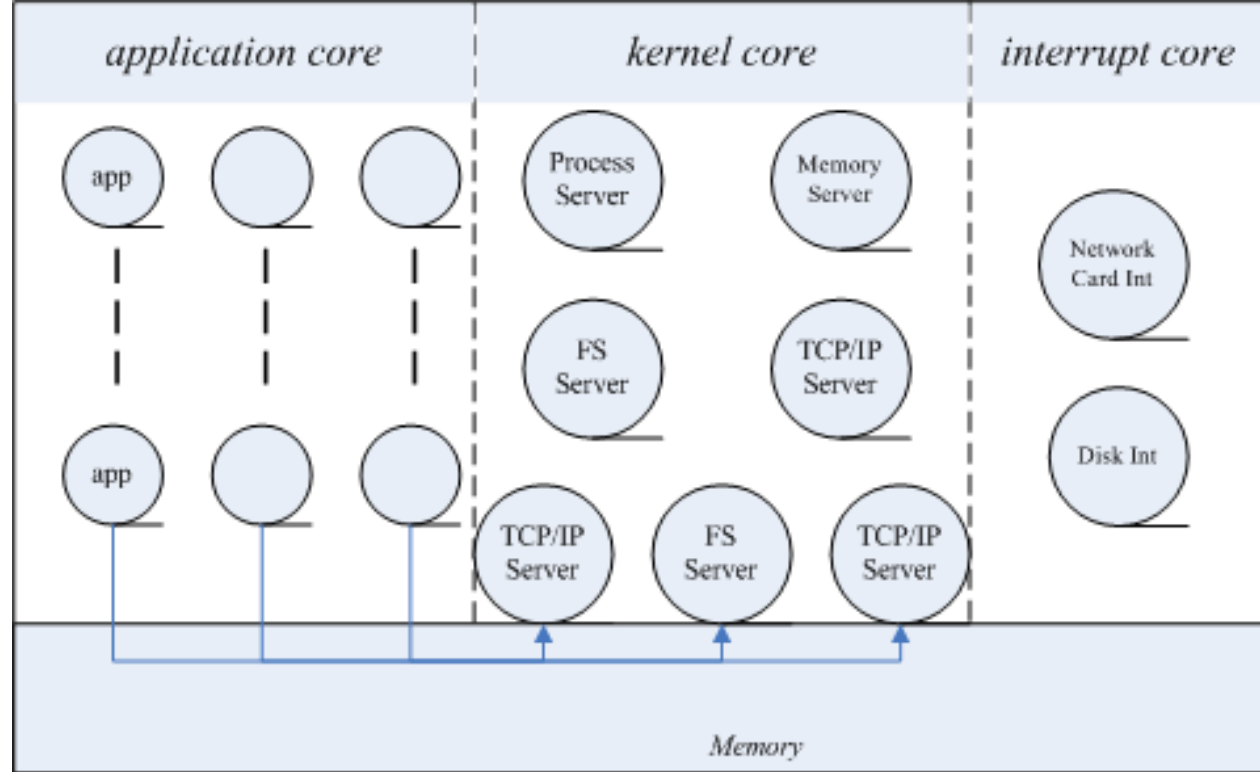 application core
kernel core
interrupt core
app
Process
Server
Memory
Server
Network
Card Int
FS
Server
TCP/IP
Server
Disk Int
app
TCP/IP
Server
FS
Server
TCP/IP
Server
Memory